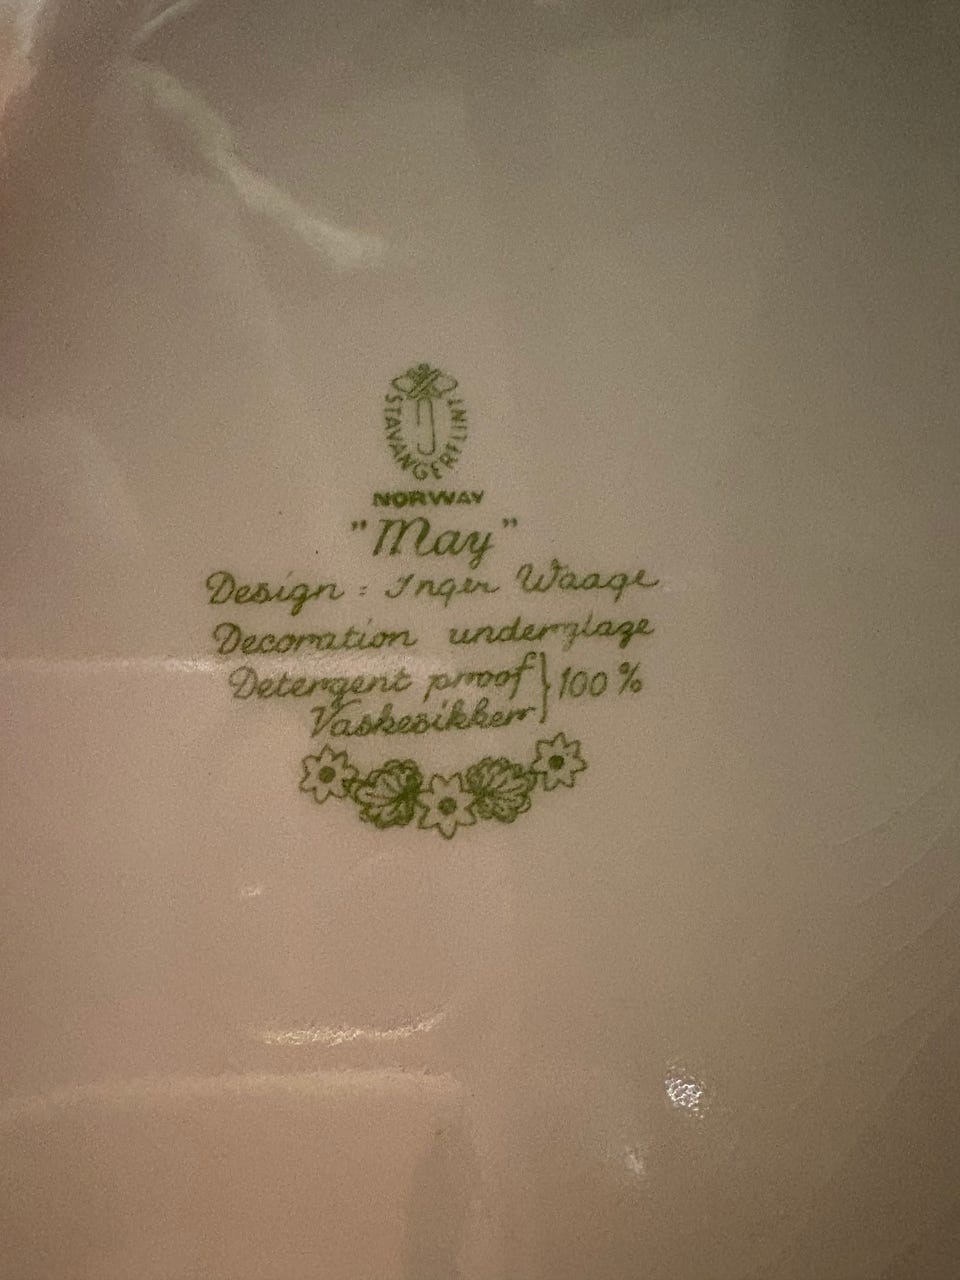 STAVANGERFLINT
NORWAY
"May"
Design : Inger Waage
Decoration underglaze
Detergent proof } 100 %
Vaskesikker